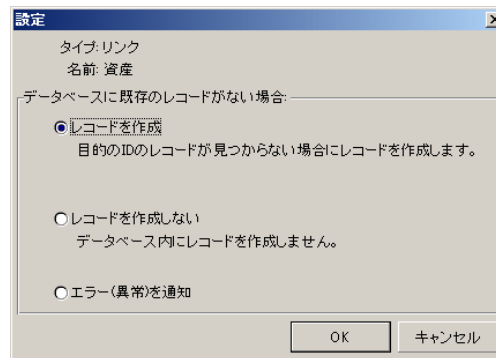 設定
タイプ:リンク
名前:資産
データベースに既存のレコードがない場合:
レコードを作成
目的のIDのレコードが見つからない場合にレコードを作成します。
レコードを作成しない
データベース内にレコードを作成しません。
エラー(異常)を通知
OK
キャンセル